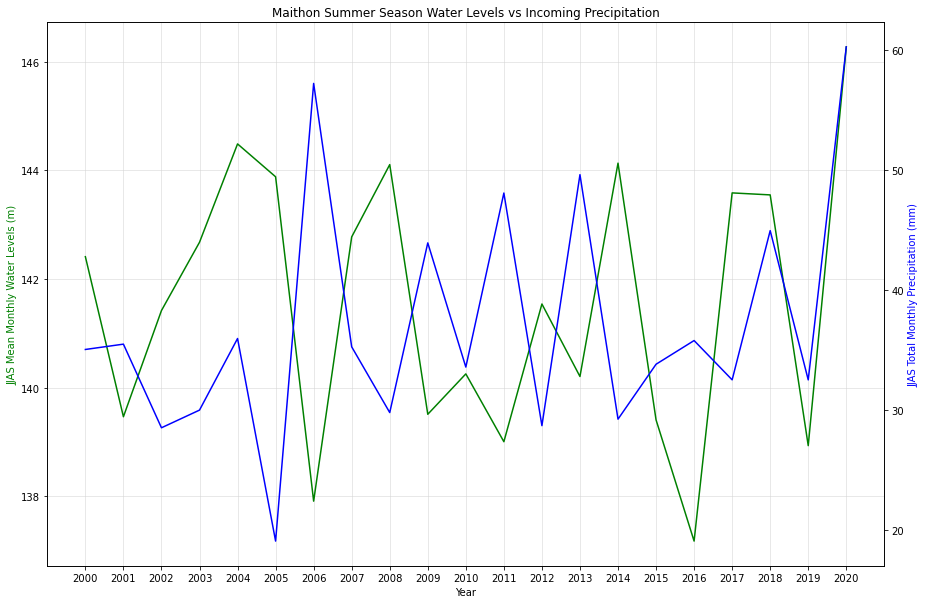 Maithon Summer Season Water Levels vs Incoming Precipitation
JJAS Mean Monthly Water Levels (m)
146
144
142
140
138
60
50
40
30
20
JJAS Total Monthly Precipitation (mm)
2000 2001 2002 2003 2004 2005 2006 2007 2008 2009 2010 2011 2012 2013 2014 2015 2016 2017 2018 2019 2020
Year